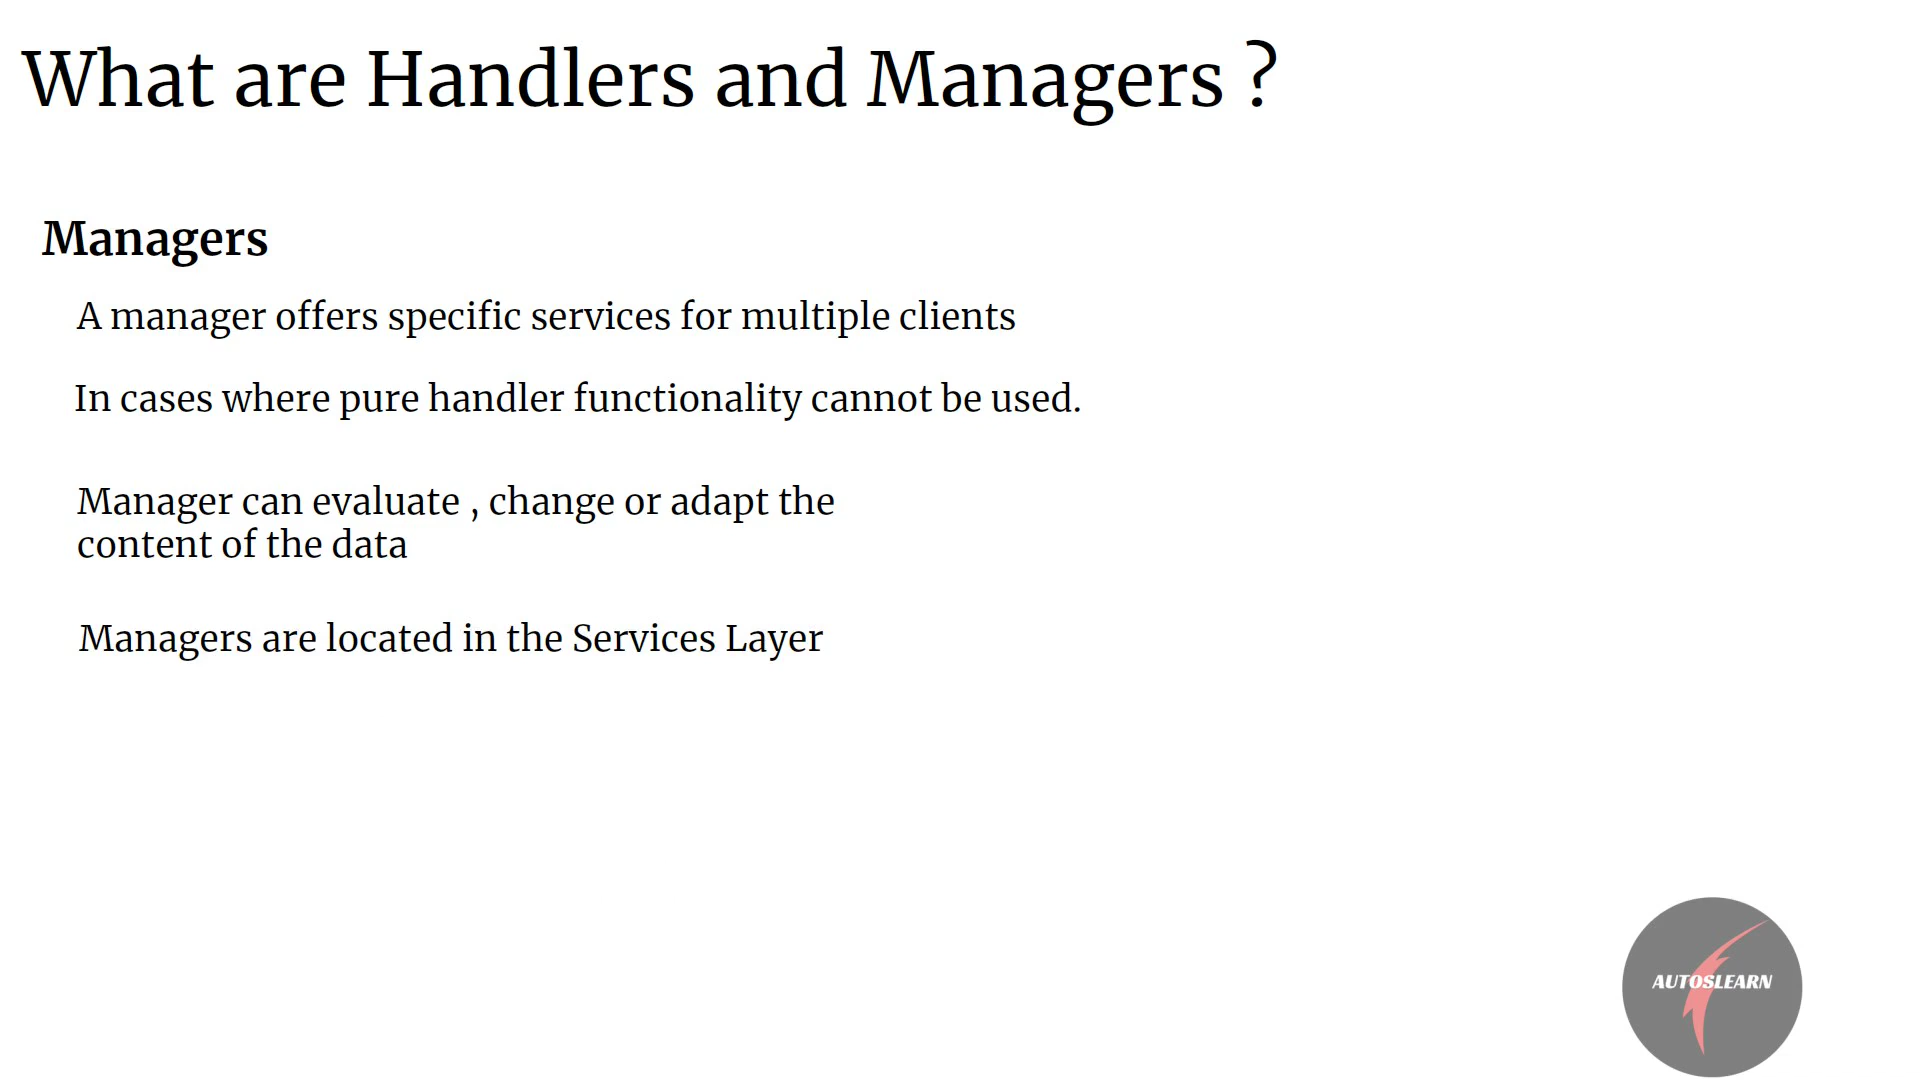 What are Handlers and Managers ?
Managers
A manager offers specific services for multiple clients
In cases where pure handler functionality cannot be used.
Manager can evaluate , change or adapt the
content of the data
Managers are located in the Services Layer
AUTOSLEARN